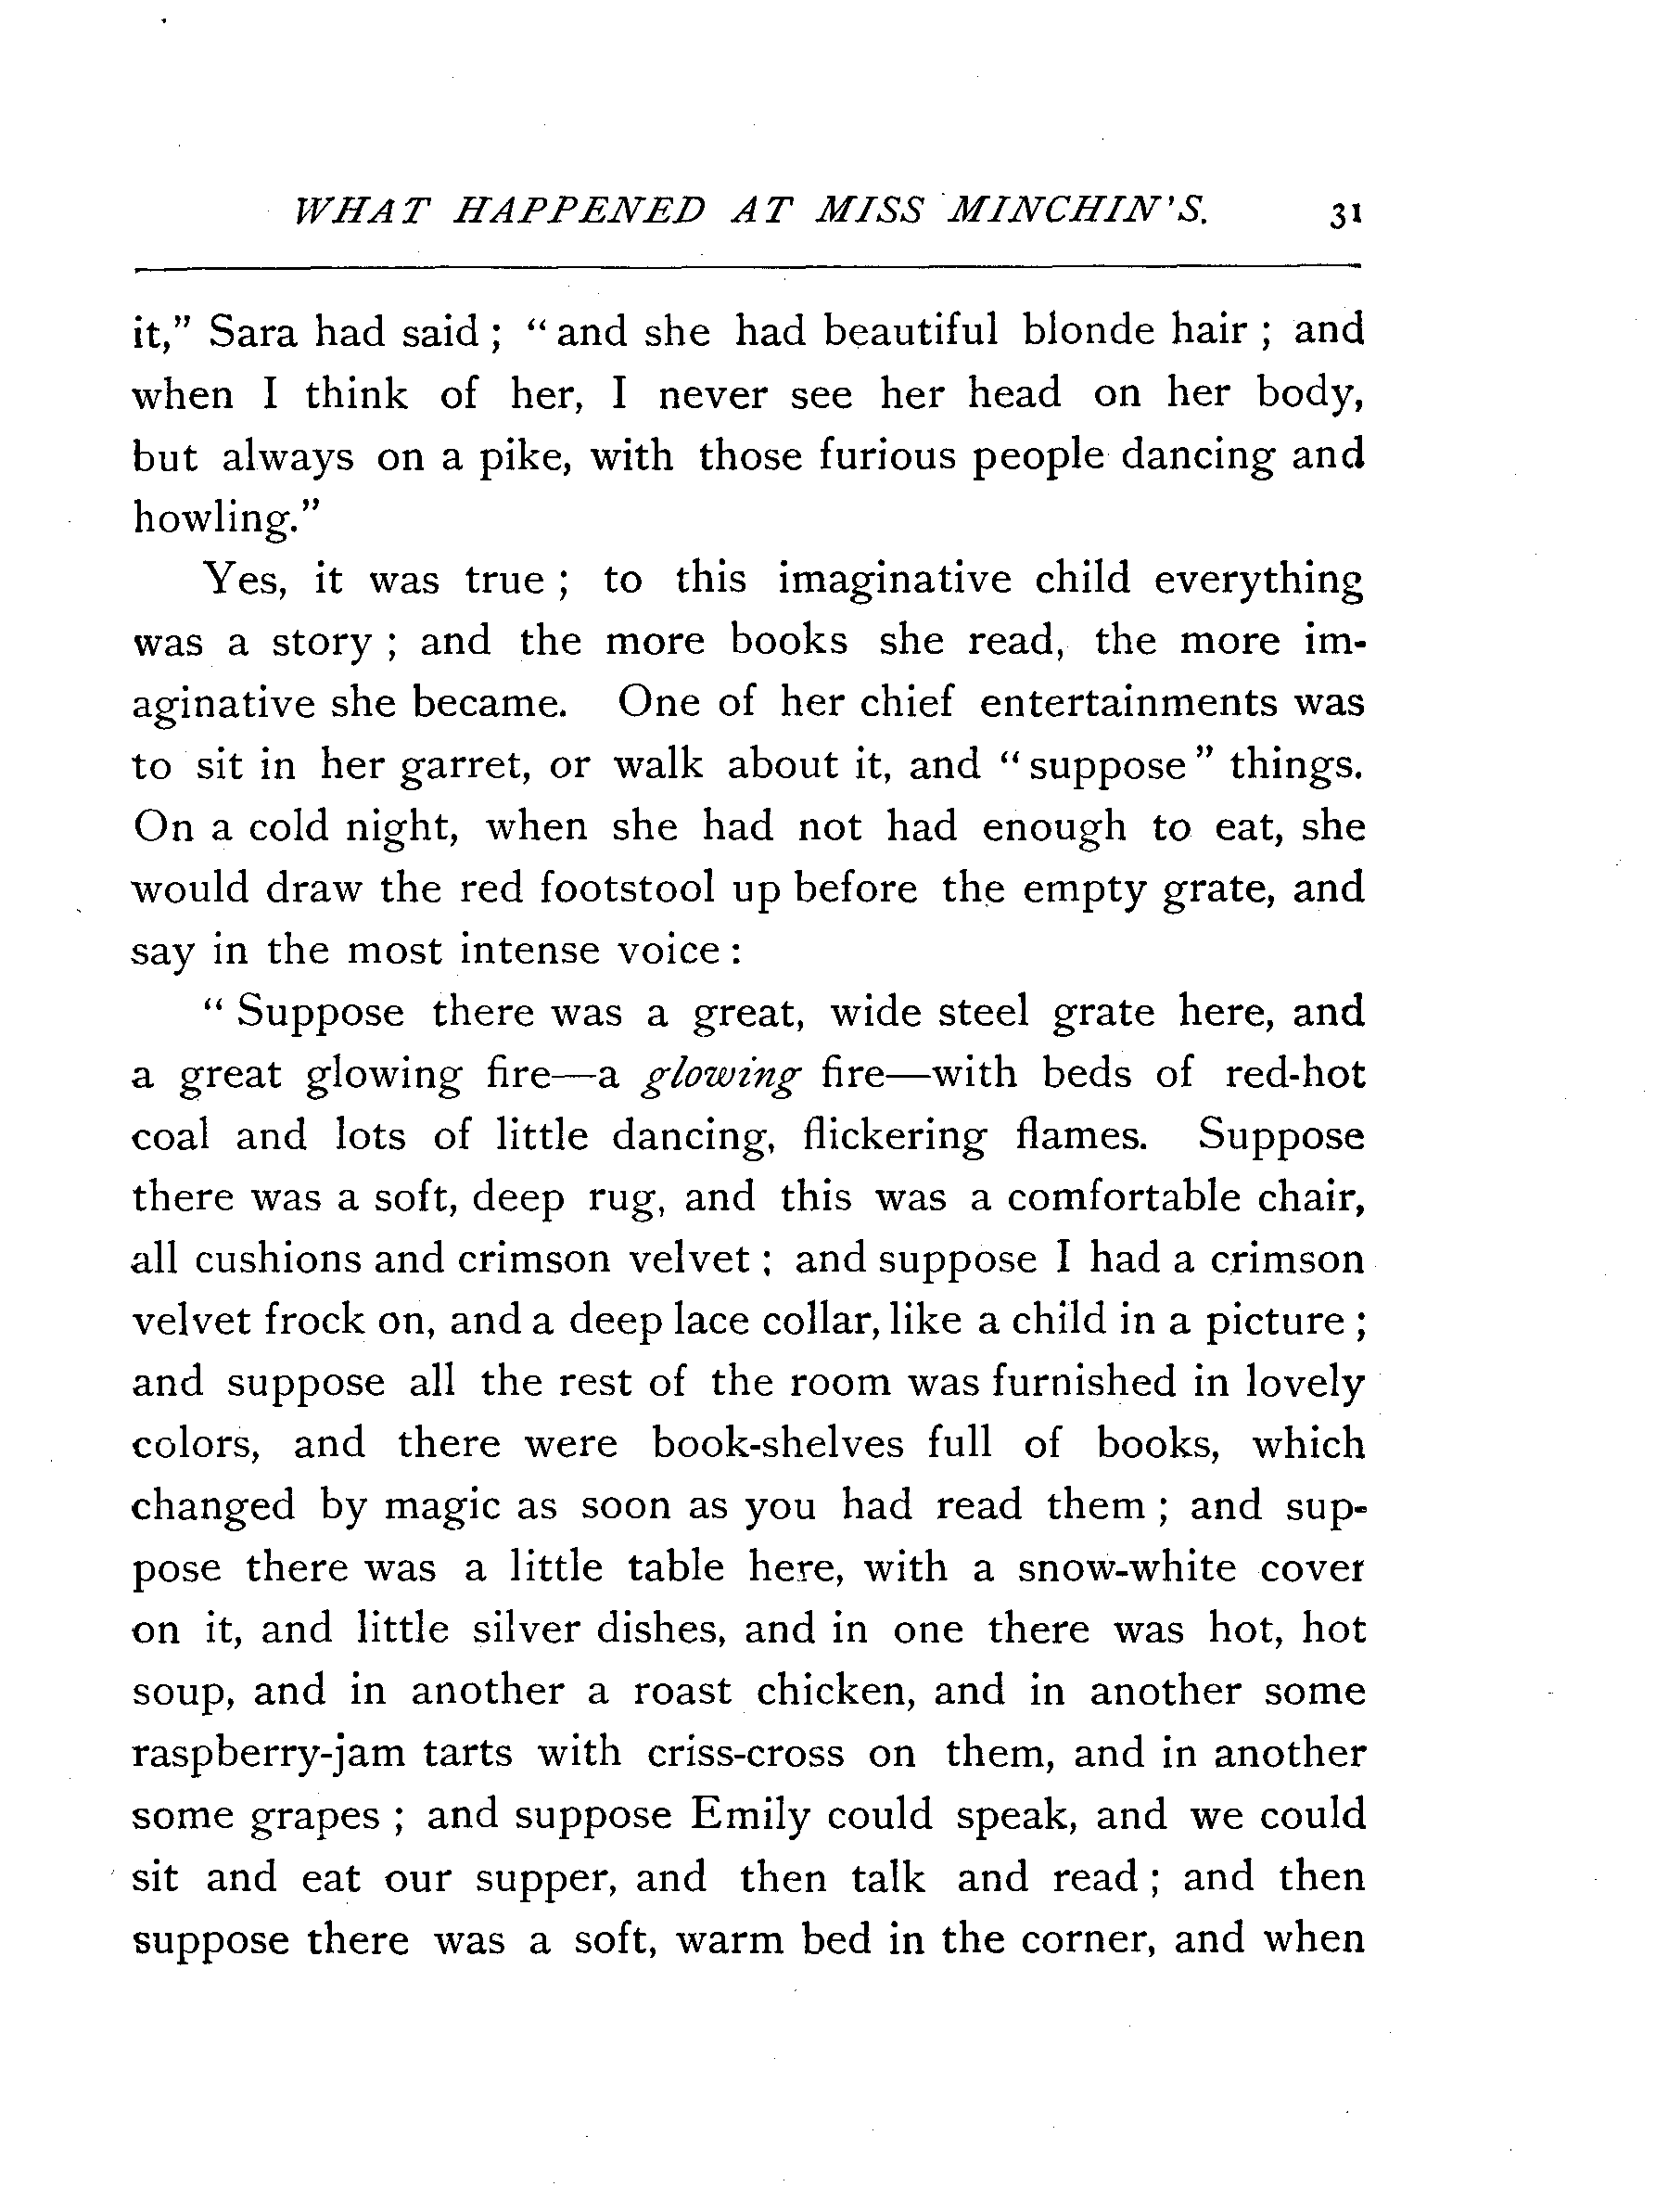 WHAT HAPPENED AT MISS MINCHIN'S. 31
it,” Sara had said ; “ and she had beautiful blonde hair ; and
when I think of her, I never see her head on her body,
but always on a pike, with those furious people dancing and
howling.”
Yes, it was true ; to this imaginative child everything
was a story ; and the more books she read, the more im-
aginative she became. One of her chief entertainments was
to sit in her garret, or walk about it, and “ suppose ” things.
On a cold night, when she had not had enough to eat, she
would draw the red footstool up before the empty grate, and
say in the most intense voice :
“ Suppose there was a great, wide steel grate here, and
a great glowing fire—a glowing fire—with beds of red-hot
coal and lots of little dancing, flickering flames. Suppose
there was a soft, deep rug, and this was a comfortable chair,
all cushions and crimson velvet ; and suppose I had a crimson
velvet frock on, and a deep lace collar, like a child in a picture ;
and suppose all the rest of the room was furnished in lovely
colors, and there were book-shelves full of books, which
changed by magic as soon as you had read them ; and sup-
pose there was a little table here, with a snow-white cover
on it, and little silver dishes, and in one there was hot, hot
soup, and in another a roast chicken, and in another some
raspberry-jam tarts with criss-cross on them, and in another
some grapes ; and suppose Emily could speak, and we could
sit and eat our supper, and then talk and read ; and then
suppose there was a soft, warm bed in the corner, and when